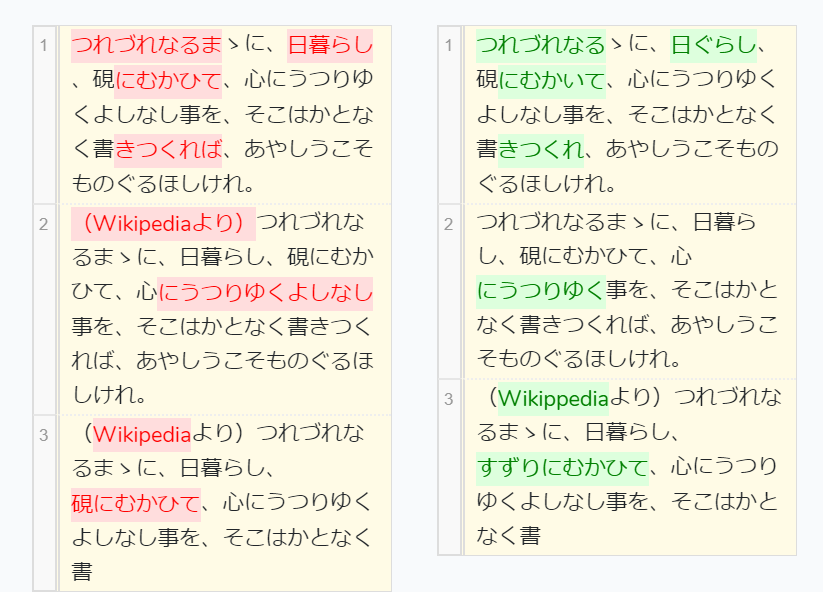 1
つれづれなるま
ゝに、日暮らし
、硯にむかひて、心にうつりゆ
くよしなし事を、そこはかとな
く書きつくれば、あやしうこそ
ものぐるほしけれ。
2
（Wikipediaより）つれづれな
るまゝに、日暮らし、硯にむか
ひて、心にうつりゆくよしなし
事を、そこはかとなく書きつく
れば、あやしうこそものぐるほ
しけれ。
3
（Wikipediaより）つれづれな
るまゝに、日暮らし、
硯にむかひて、心にうつりゆく
よしなし事を、そこはかとなく
書
1
つれづれなるゝに、日ぐらし、
硯にむかいて、心にうつりゆく
よしなし事を、そこはかとなく
書きつくれ、あやしうこそもの
ぐるほしけれ。
2
つれづれなるまゝに、日暮ら
し、硯にむかひて、心
にうつりゆく事を、そこはかと
なく書きつくれば、あやしうこ
そものぐるほしけれ。
3
（Wikippediaより）つれづれな
るまゝに、日暮らし、
すずりにむかひて、心にうつり
ゆくよしなし事を、そこはかと
なく書